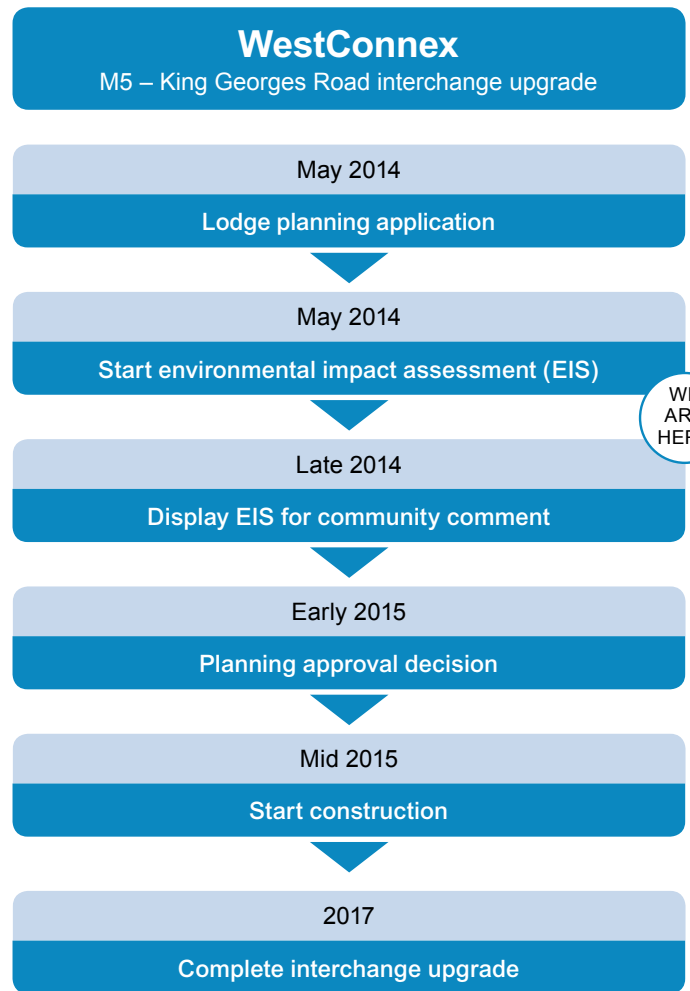 WestConnex
M5 – King Georges Road interchange upgrade
May 2014
Lodge planning application
May 2014
Start environmental impact assessment (EIS)
Late 2014
Display EIS for community comment
Early 2015
Planning approval decision
Mid 2015
Start construction
2017
Complete interchange upgrade